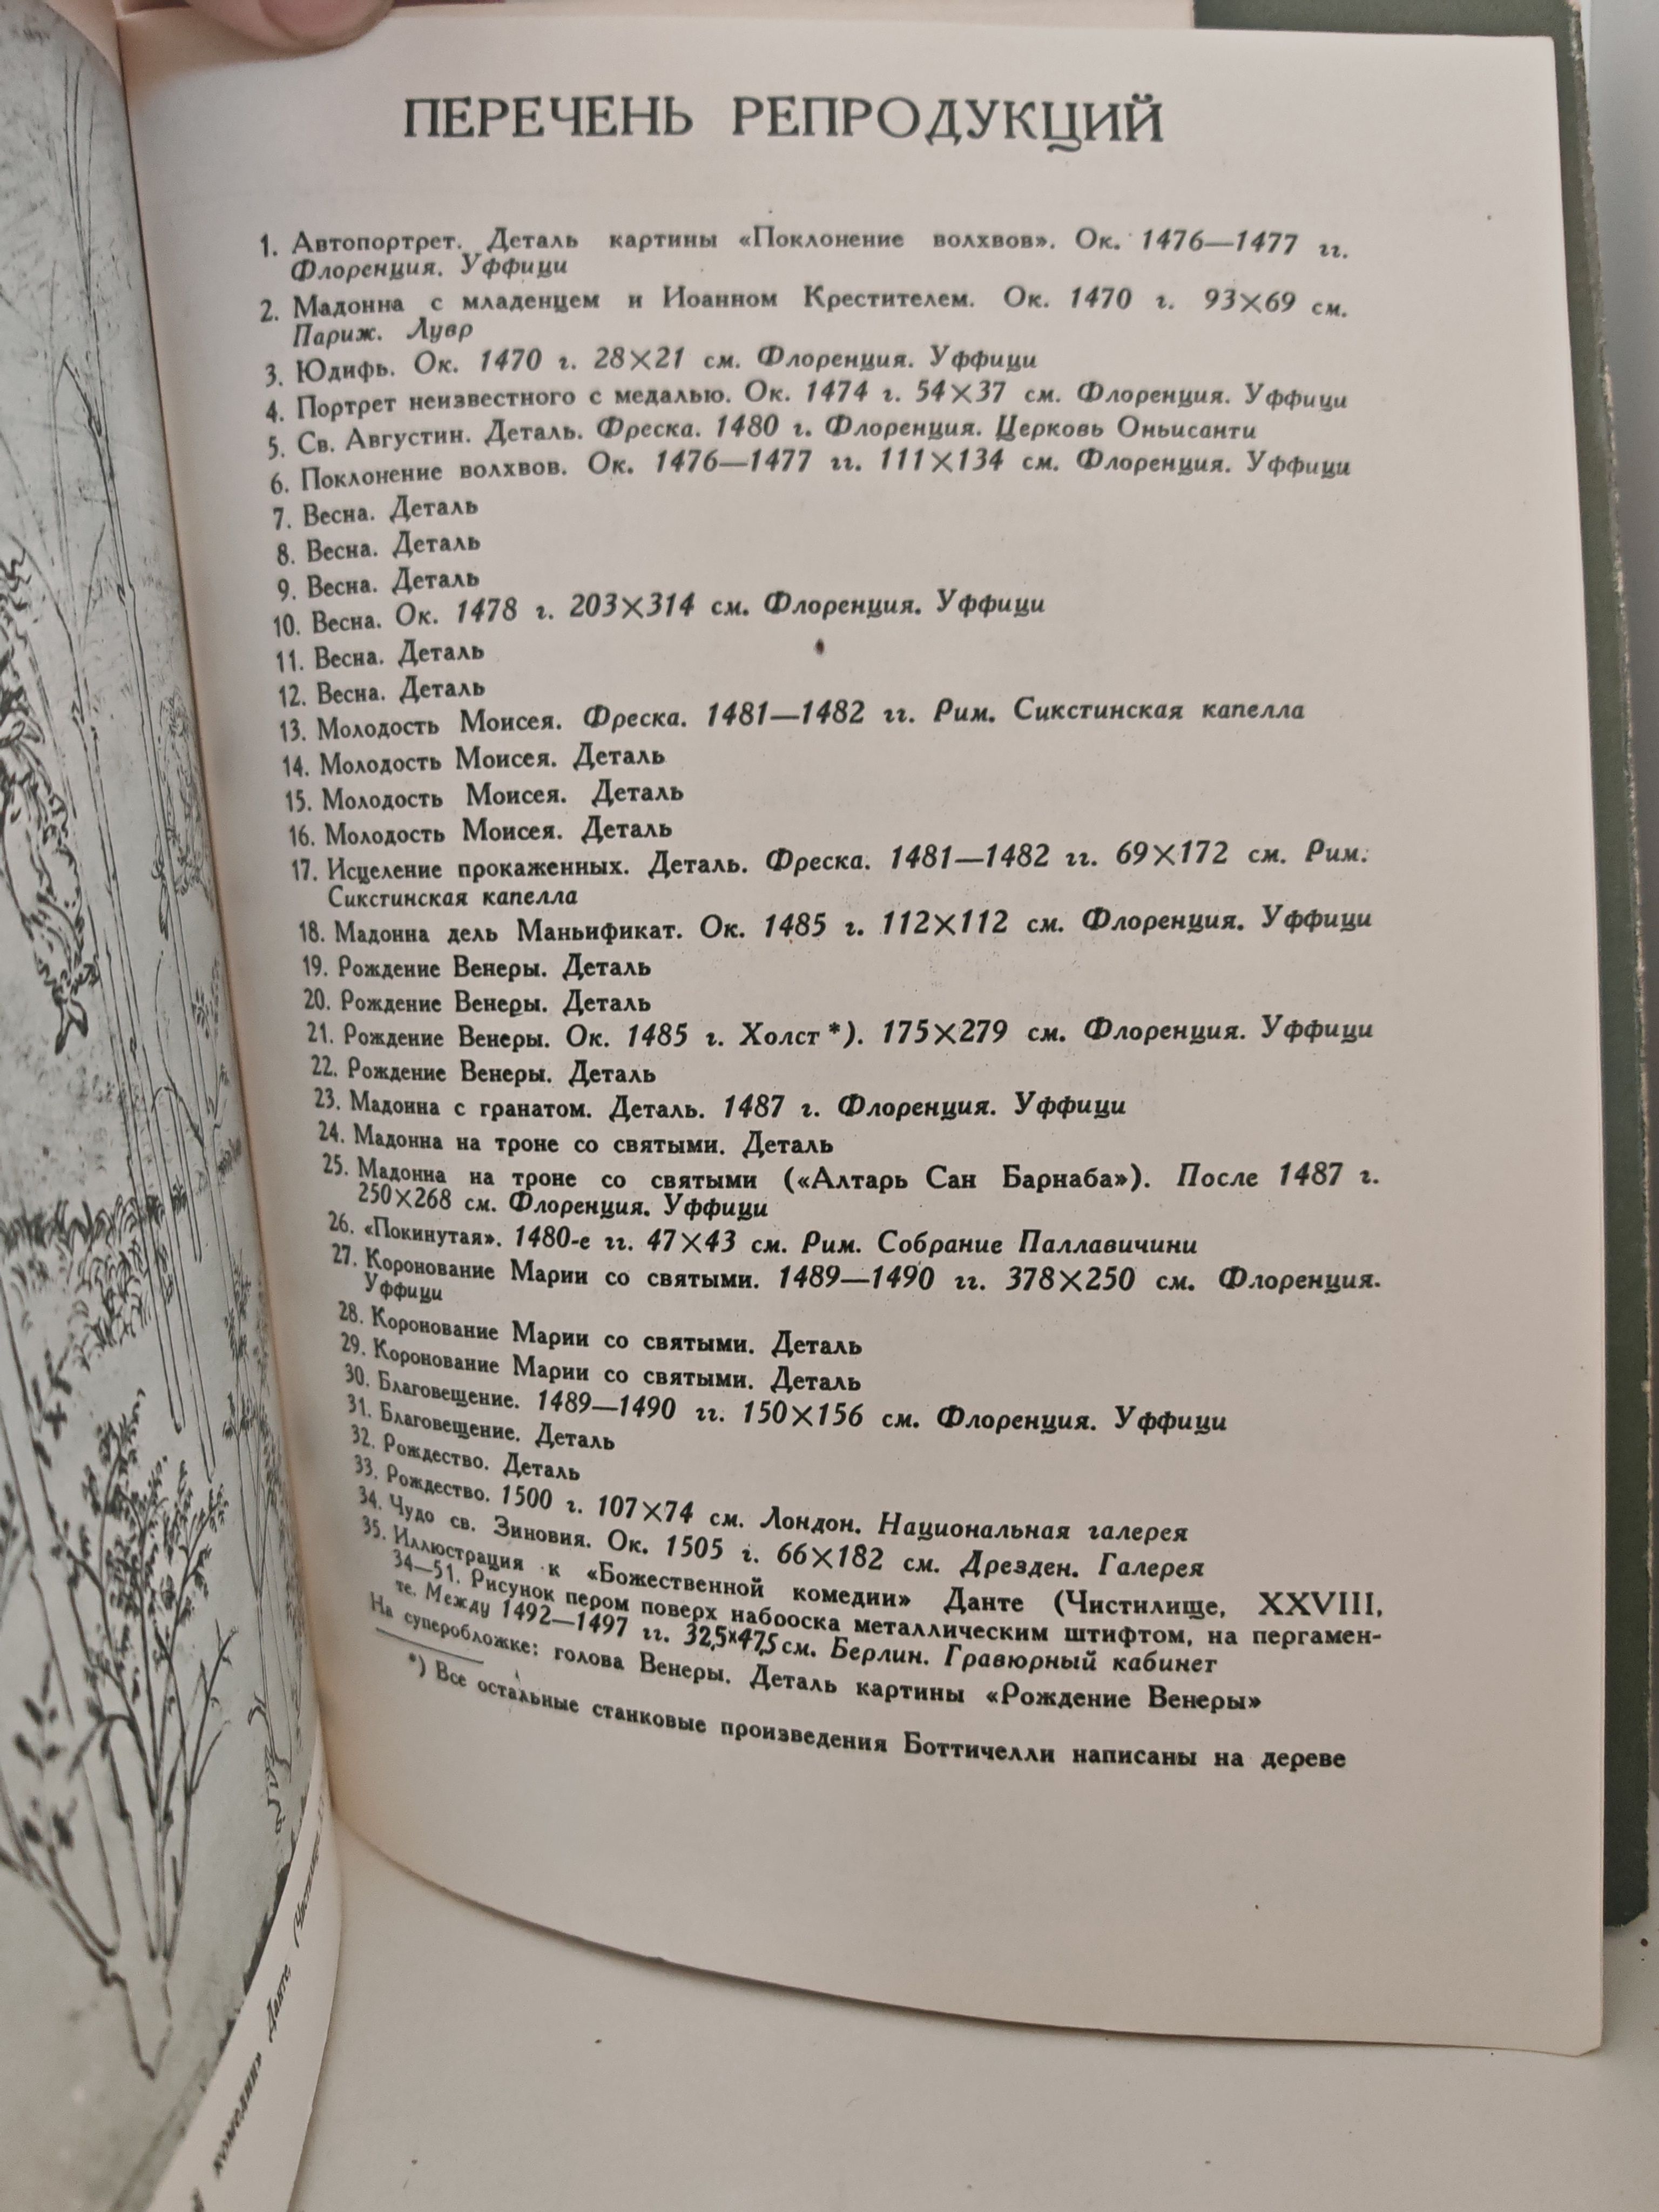 ПЕРЕЧЕНЬ РЕПРОДУКЦИЙ
1. Автопортрет. Деталь картины «Поклонение волхвов». Ок. 1476—1477 гг.
Флоренция. Уффици
2. Мадонна с младенцем и Иоанном Крестителем. Ок. 1470 г. 93×69 см.
Париж. Лувр
3. Юдифь. Ок. 1470 г. 28×21 см. Флоренция. Уффици
4. Портрет неизвестного с медалью. Ок. 1474 г. 54×37 см. Флоренция. Уффици
5. Св. Августин. Деталь. Фреска. 1480 г. Флоренция. Церковь Оньисанти
6. Поклонение волхвов. Ок. 1476—1477 гг. 111×134 см. Флоренция. Уффици
7. Весна. Деталь
8. Весна. Деталь
9. Весна. Деталь
10. Весна. Ок. 1478 г. 203×314 см. Флоренция. Уффици
11. Весна. Деталь
12. Весна. Деталь
13. Молодость Моисея. Фреска. 1481—1482 гг. Рим. Сикстинская капелла
14. Молодость Моисея. Деталь
15. Молодость Моисея. Деталь
16. Молодость Моисея. Деталь
17. Исцеление прокаженных. Деталь. Фреска. 1481—1482 гг. 69×172 см. Рим.
Сикстинская капелла
18. Мадонна дель Маньификат. Ок. 1485 г. 112×112 см. Флоренция. Уффици
19. Рождение Венеры. Деталь
20. Рождение Венеры. Деталь
21. Рождение Венеры. Ок. 1485 г. Холст *). 175×279 см. Флоренция. Уффици
22. Рождение Венеры. Деталь
23. Мадонна с гранатом. Деталь. 1487 г. Флоренция. Уффици
24. Мадонна на троне со святыми. Деталь
25. Мадонна на троне со святыми («Алтарь Сан Барнаба»). После 1487 г.
250×268 см. Флоренция. Уффици
26. «Покинутая». 1480-е гг. 47×43 см. Рим. Собрание Паллавичини
27. Коронование Марии со святыми. 1489—1490 гг. 378×250 см. Флоренция.
Уффици
28. Коронование Марии со святыми. Деталь
29. Коронование Марии со святыми. Деталь
30. Благовещение. 1489—1490 гг. 150×156 см. Флоренция. Уффици
31. Благовещение. Деталь
32. Рождество. Деталь
33. Рождество. 1500 г. 107×74 см. Лондон. Национальная галерея
34. Чудо св. Зиновия. Ок. 1505 г. 66×182 см. Дрезден. Галерея
35. Иллюстрация к «Божественной комедии» Данте (Чистилище, XXVIII,
34—51. Рисунок пером поверх набооска металлическим штифтом, на пергамен-
те. Между 1492—1497 гг. 32,5×47,5 см. Берлин. Гравюрный кабинет
На суперобложке: голова Венеры. Деталь картины «Рождение Венеры»
*) Все остальные станковые произведения Боттичелли написаны на дереве
комедии» Данте